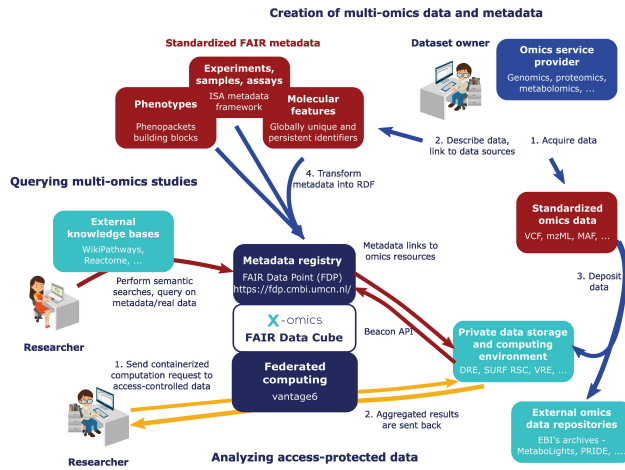 Creation of multi-omics data and metadata
Standardized FAIR metadata
Dataset owner
Omics service
provider
Genomics, proteomics,
metabolomics, ...
Experiments,
samples, assays
ISA metadata
framework
Phenotypes
Phenopackets
building blocks
Molecular
features
Globally unique and
persistent identifiers
2. Describe data,
link to data sources
1. Acquire data
4. Transform
metadata into RDF
Querying multi-omics studies
Standardized
omics data
VCF, mzML, MAF, ...
External
knowledge bases
WikiPathways,
Reactome, ...
Metadata registry
FAIR Data Point (FDP)
https://fdp.cmbi.umcn.nl/
Metadata links to
omics resources
3. Deposit
data
Perform semantic
searches, query on
metadata/real data
Researcher
X-omics
FAIR Data Cube
Beacon API
Private data storage
and computing
environment
DRE, SURF RSC, VRE, ...
Federated
computing
vantage6
1. Send containerized
computation request to
access-controlled data
2. Aggregated results
are sent back
External omics
data repositories
EBI's archives -
MetaboLights, PRIDE, ...
Researcher
Analyzing access-protected data